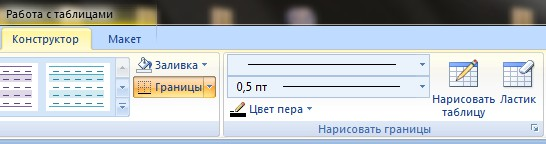 Работа с таблицами
Конструктор Макет
Заливка
Границы
0,5 пт
Цвет пера
Нарисовать таблицу
Ластик
Нарисовать границы